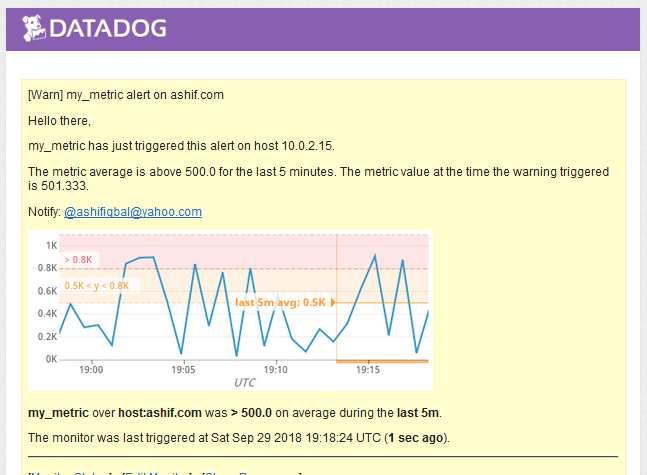 DATADOG
[Warn] my_metric alert on ashif.com
Hello there,
my_metric has just triggered this alert on host 10.0.2.15.
The metric average is above 500.0 for the last 5 minutes. The metric value at the time the warning triggered
is 501.333.
Notify: @ashifiqbal@yahoo.com
1K
> 0.8K
0.8K
0.5K < y < 0.8K
0.6K
last 5m avg: 0.5K
0.4K
0.2K
0K
19:00 19:05 19:10 19:15
UTC
my_metric over host:ashif.com was > 500.0 on average during the last 5m.
The monitor was last triggered at Sat Sep 29 2018 19:18:24 UTC (1 sec ago).